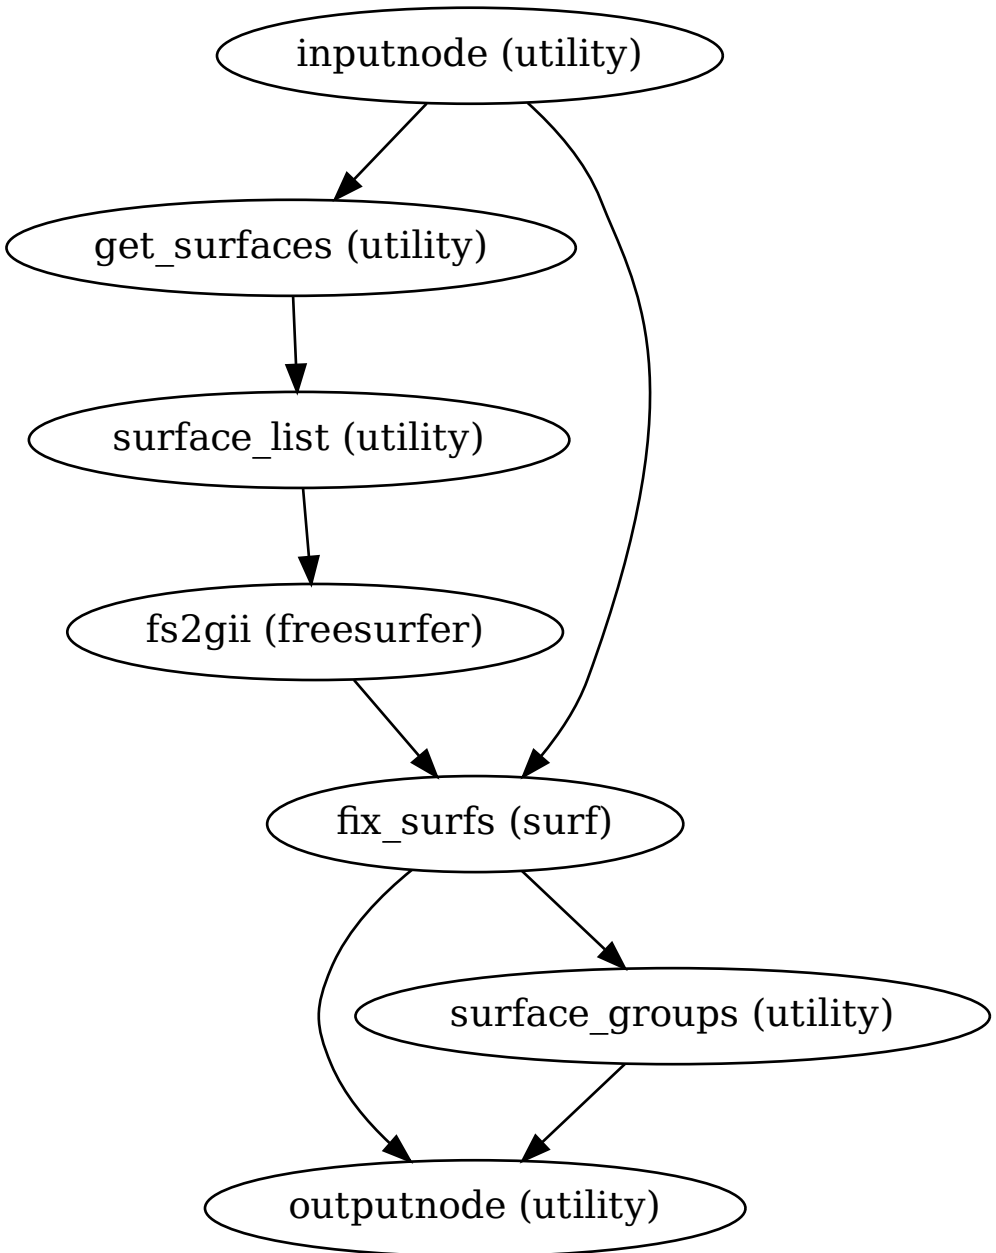 inputnode (utility)
get_surfaces (utility)
surface_list (utility)
fs2gii (freesurfer)
fix_surfs (surf)
surface_groups (utility)
outputnode (utility)